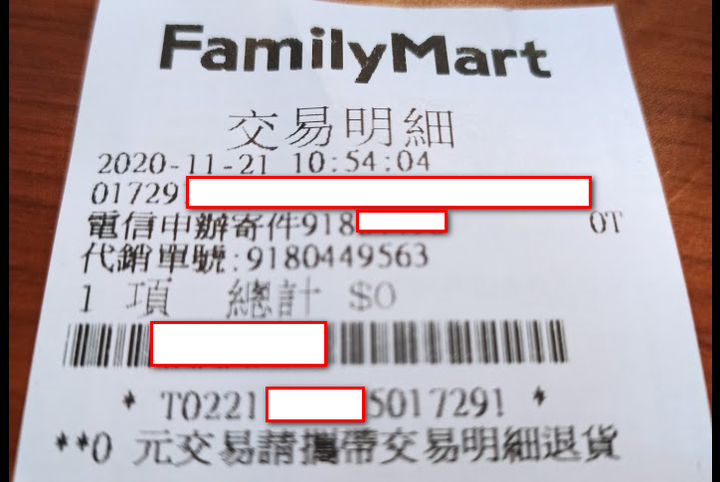 FamilyMart
交易明細
2020-11-21 10:54:04
01729
電信申辦寄件918 0T
代銷單號:9180449563
1 項 總計 $0
* T0221 5017291 *
**0 元交易請攜帶交易明細退貨